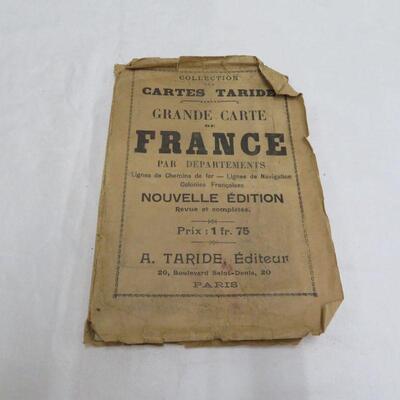 COLLECTION
DES
CARTES TARIDE
GRANDE CARTE
DE
FRANCE
PAR DÉPARTEMENTS
Lignes de Chemins de fer — Lignes de Navigation
Colonies Françaises
NOUVELLE ÉDITION
Revue et complétée.
Prix : 1 fr. 75
A. TARIDE, Éditeur
20, Boulevard Saint-Denis, 20
PARIS